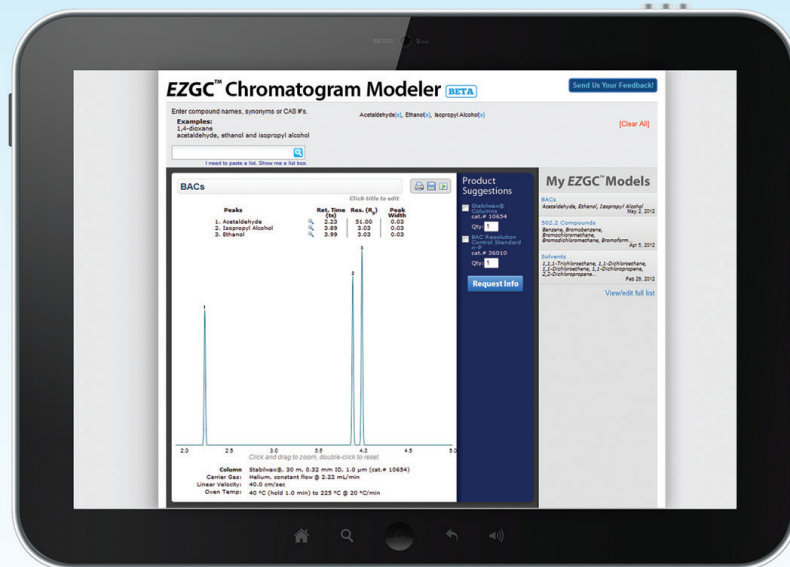 EZGC™ Chromatogram Modeler BETA
Send Us Your Feedback!
Enter compound names, synonyms or CAS #'s.
Examples:
1,4-dioxane
acetaldehyde, ethanol and isopropyl alcohol
Acetaldehyde[x], Ethanol[x], Isopropyl Alcohol[x]
[Clear All]
I need to paste a list. Show me a list box.
BACs
Click title to edit
Peaks Ret. Time (tR) Res. (Rs) Peak Width
1. Acetaldehyde 2.23 51.00 0.03
2. Isopropyl Alcohol 3.89 3.03 0.03
3. Ethanol 3.99 3.03 0.03
1
2
3
2.0 2.5 3.0 3.5 4.0 4.5 5.0
Click and drag to zoom, double-click to reset.
Column Stabilwax®, 30 m, 0.32 mm ID, 1.0 µm (cat.# 10654)
Carrier Gas: Helium, constant flow @ 2.22 mL/min
Linear Velocity: 40.0 cm/sec
Oven Temp: 40 °C (hold 1.0 min) to 225 °C @ 20 °C/min
Product
Suggestions
Stabilwax®
Columns
cat.# 10654
Qty: 1
BAC Resolution
Control Standard
cat.# 36010
Qty: 1
Request Info
My EZGC™ Models
BACs
Acetaldehyde, Ethanol, Isopropyl Alcohol
May 2, 2012
502.2 Compounds
Benzene, Bromobenzene,
Bromochloromethane,
Bromodichloromethane, Bromoform...
Apr 5, 2012
Solvents
1,1,1-Trichloroethane, 1,1-Dichloroethane,
1,1-Dichloroethene, 1,1-Dichloropropane,
2,2-Dichloropropane...
Feb 29, 2012
View/edit full list